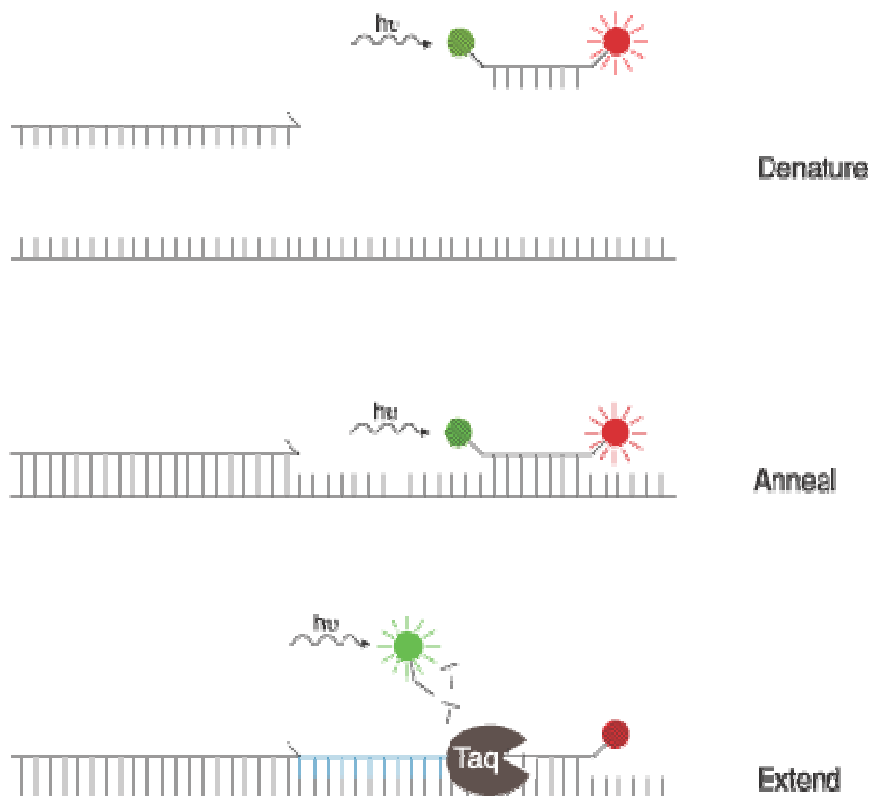 hν
Denature
hν
Anneal
hν
Taq
Extend